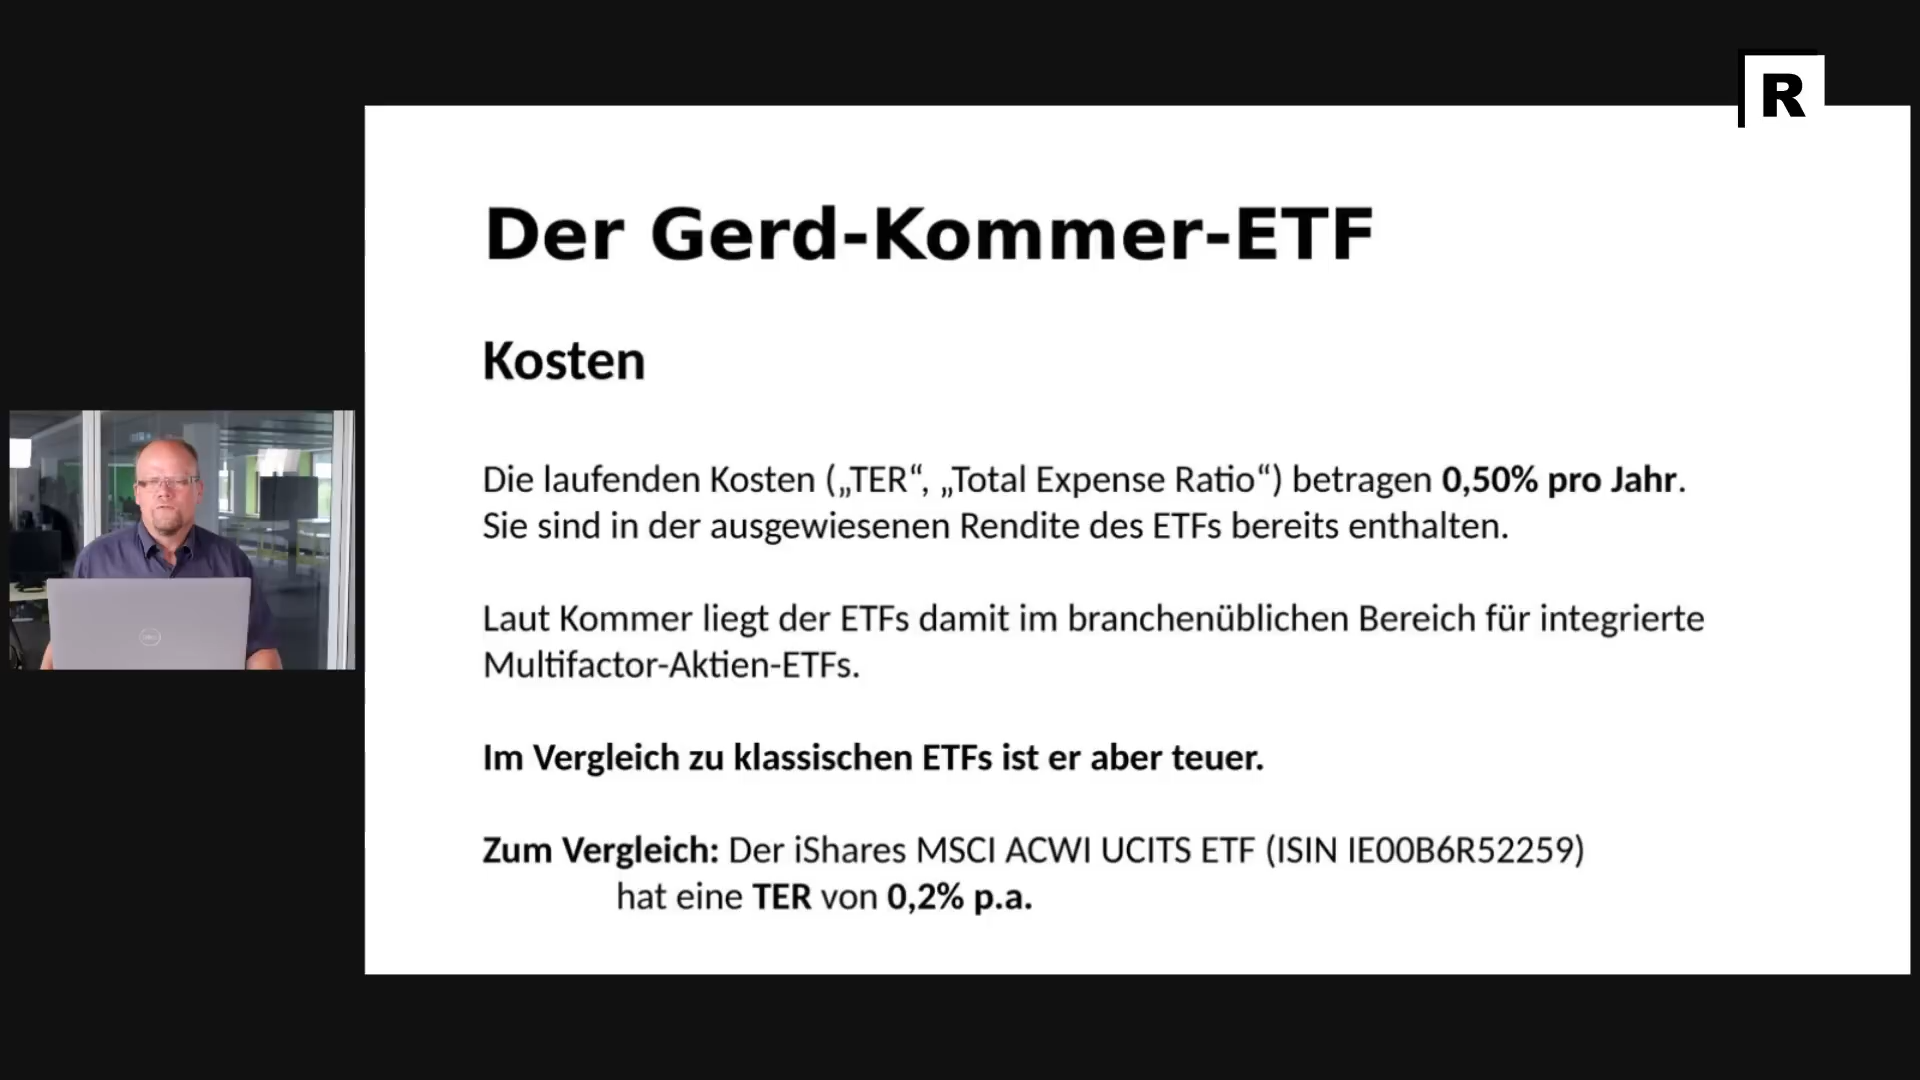 R
Der Gerd-Kommer-ETF
Kosten
Die laufenden Kosten („TER“, „Total Expense Ratio“) betragen 0,50% pro Jahr.
Sie sind in der ausgewiesenen Rendite des ETFs bereits enthalten.
Laut Kommer liegt der ETFs damit im branchenüblichen Bereich für integrierte
Multifactor-Aktien-ETFs.
Im Vergleich zu klassischen ETFs ist er aber teuer.
Zum Vergleich: Der iShares MSCI ACWI UCITS ETF (ISIN IE00B6R52259)
hat eine TER von 0,2% p.a.